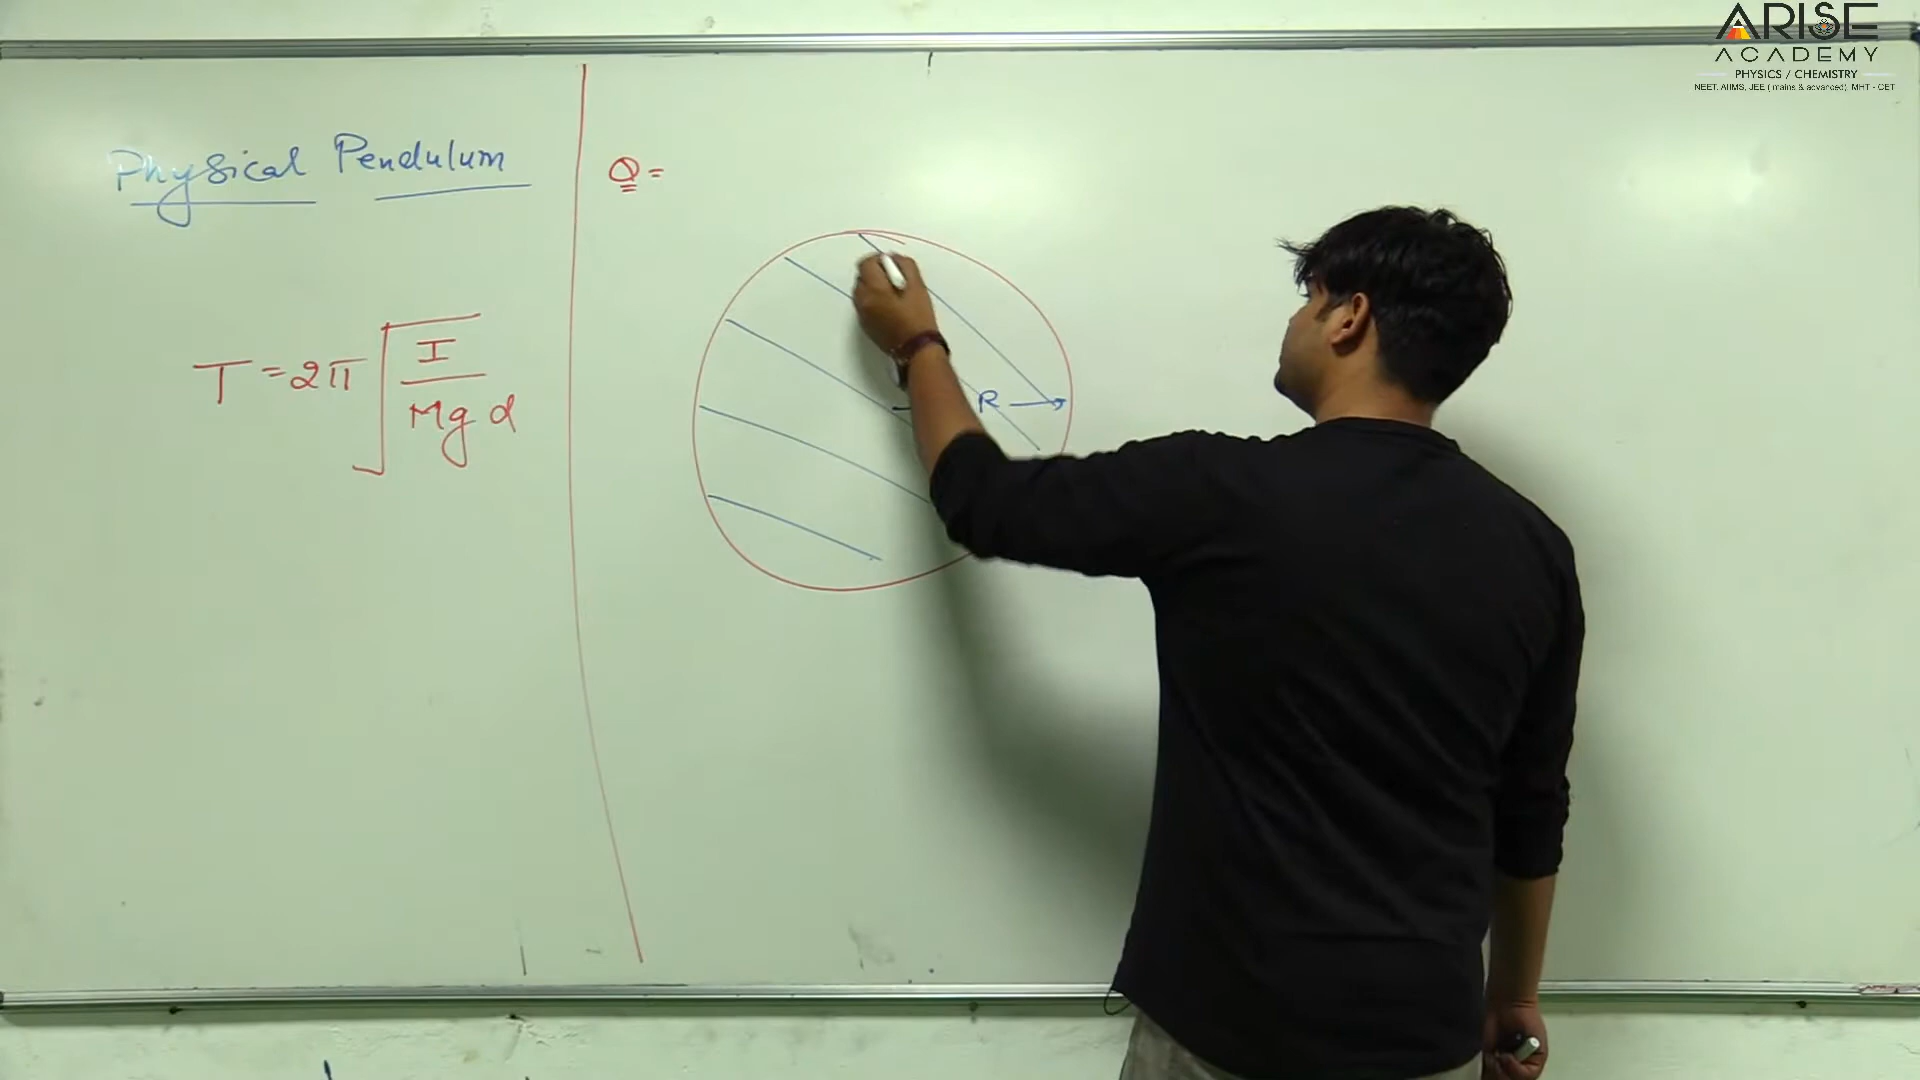 ARISE
ACADEMY
PHYSICS / CHEMISTRY
NEET, AIIMS, JEE ( mains & advanced), MHT - CET
Physical Pendulum
Q =
T = 2π √ I / Mg d
R